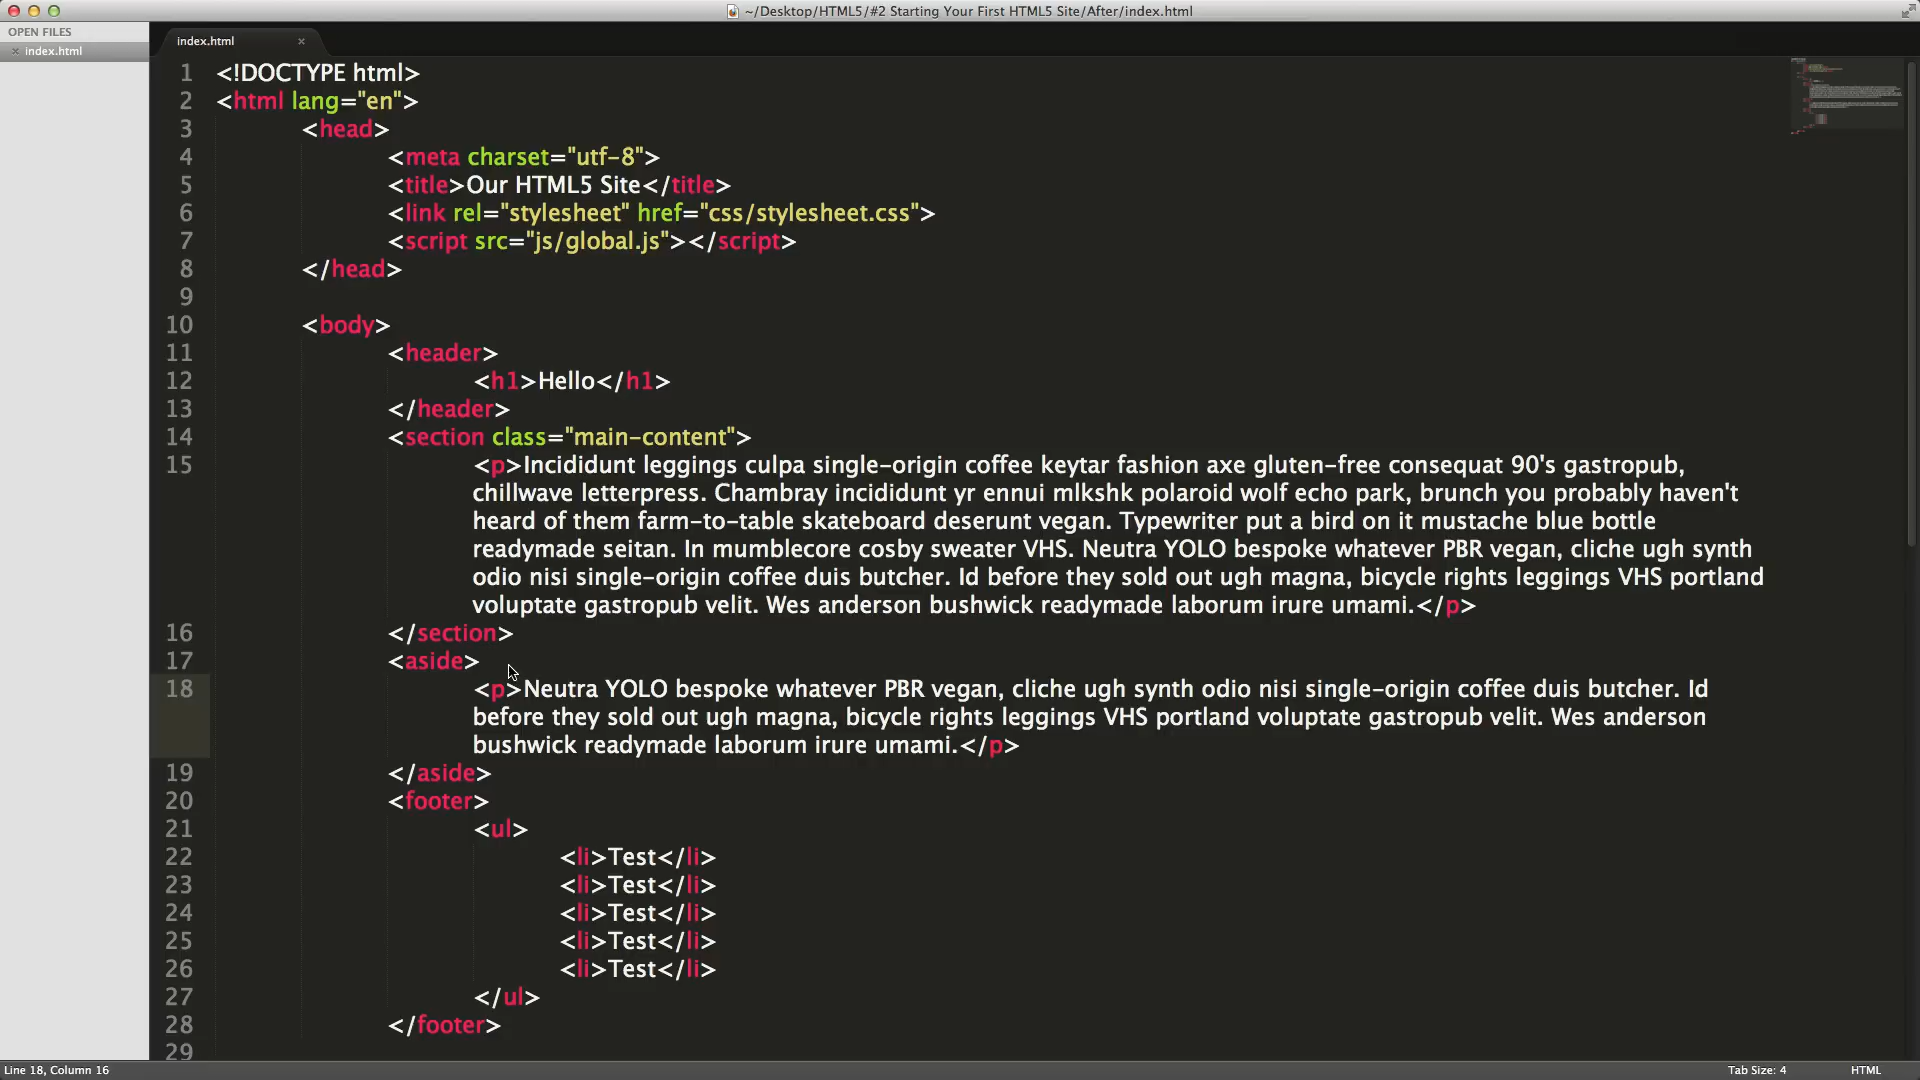 ~/Desktop/HTML5/#2 Starting Your First HTML5 Site/After/index.html
OPEN FILES
× index.html
index.html ×
1 <!DOCTYPE html>
2 <html lang="en">
3 <head>
4 <meta charset="utf-8">
5 <title>Our HTML5 Site</title>
6 <link rel="stylesheet" href="css/stylesheet.css">
7 <script src="js/global.js"></script>
8 </head>
9
10 <body>
11 <header>
12 <h1>Hello</h1>
13 </header>
14 <section class="main-content">
15 <p>Incididunt leggings culpa single-origin coffee keytar fashion axe gluten-free consequat 90's gastropub,
chillwave letterpress. Chambray incididunt yr ennui mlkshk polaroid wolf echo park, brunch you probably haven't
heard of them farm-to-table skateboard deserunt vegan. Typewriter put a bird on it mustache blue bottle
readymade seitan. In mumblecore cosby sweater VHS. Neutra YOLO bespoke whatever PBR vegan, cliche ugh synth
odio nisi single-origin coffee duis butcher. Id before they sold out ugh magna, bicycle rights leggings VHS portland
voluptate gastropub velit. Wes anderson bushwick readymade laborum irure umami.</p>
16 </section>
17 <aside>
18 <p>Neutra YOLO bespoke whatever PBR vegan, cliche ugh synth odio nisi single-origin coffee duis butcher. Id
before they sold out ugh magna, bicycle rights leggings VHS portland voluptate gastropub velit. Wes anderson
bushwick readymade laborum irure umami.</p>
19 </aside>
20 <footer>
21 <ul>
22 <li>Test</li>
23 <li>Test</li>
24 <li>Test</li>
25 <li>Test</li>
26 <li>Test</li>
27 </ul>
28 </footer>
29
Line 18, Column 16
Tab Size: 4
HTML